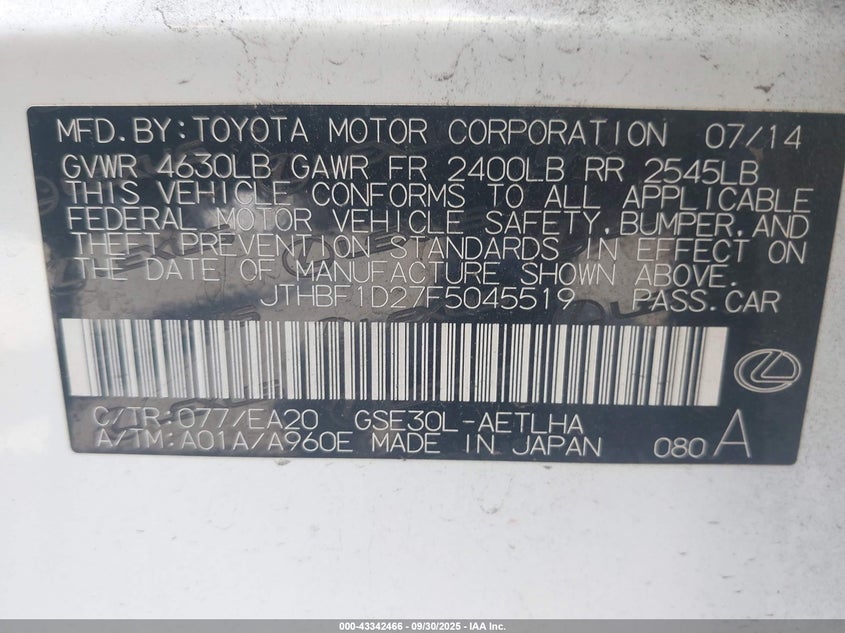 MFD.BY:TOYOTA MOTOR CORPORATION 07/14
GVWR 4630LB GAWR FR 2400LB RR 2545LB
THIS VEHICLE CONFORMS TO ALL APPLICABLE
FEDERAL MOTOR VEHICLE SAFETY,BUMPER,AND
THEFT PREVENTION STANDARDS IN EFFECT ON
THE DATE OF MANUFACTURE SHOWN ABOVE.
JTHBF1D27F5045519 PASS.CAR
C/TR:077/EA20 GSE30L-AETLHA
A/TM:A01A/A960E MADE IN JAPAN 080 A
000-43342466 - 09/30/2025 - IAA Inc.